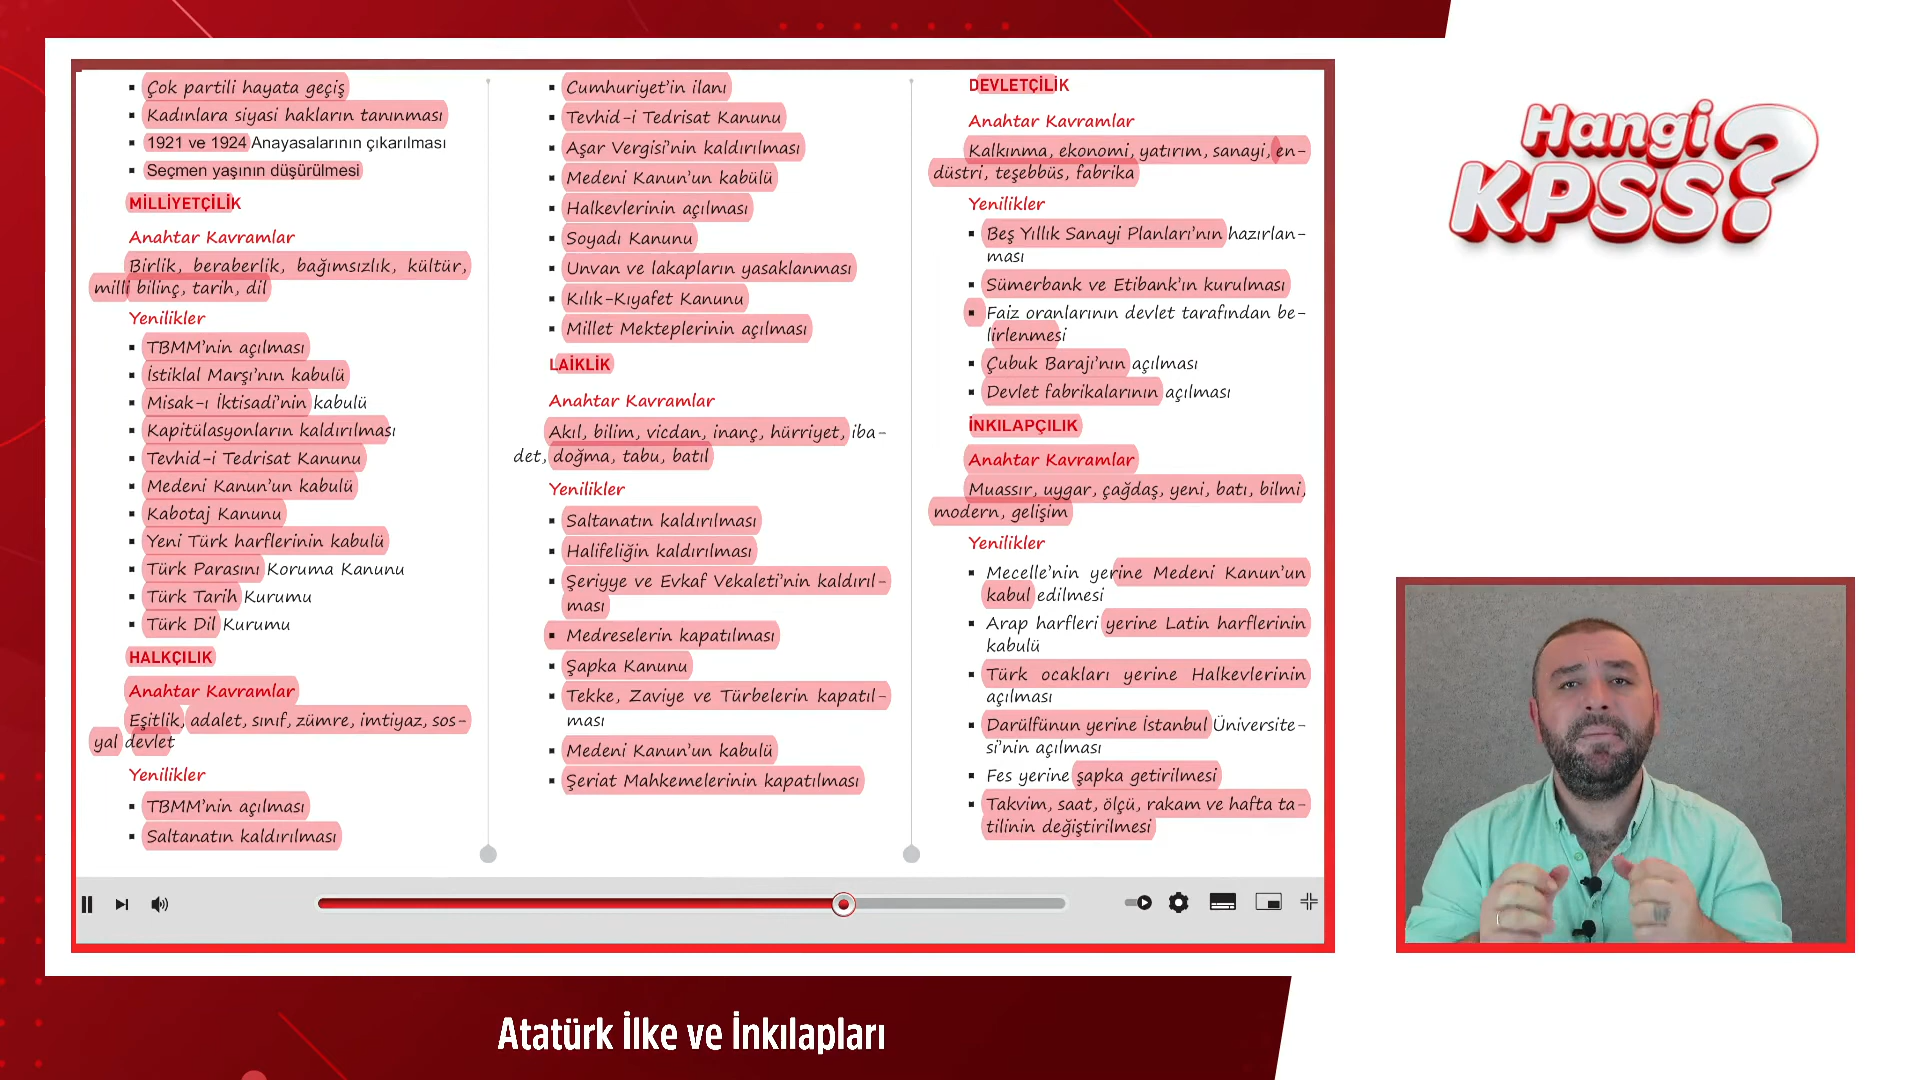 Çok partili hayata geçiş
Kadınlara siyasi hakların tanınması
1921 ve 1924 Anayasalarının çıkarılması
Seçmen yaşının düşürülmesi
MİLLİYETÇİLİK
Anahtar Kavramlar
Birlik, beraberlik, bağımsızlık, kültür,
milli bilinç, tarih, dil
Yenilikler
TBMM'nin açılması
İstiklal Marşı'nın kabulü
Misak-ı İktisadi'nin kabulü
Kapitülasyonların kaldırılması
Tevhid-i Tedrisat Kanunu
Medeni Kanun'un kabulü
Kabotaj Kanunu
Yeni Türk harflerinin kabulü
Türk Parasını Koruma Kanunu
Türk Tarih Kurumu
Türk Dil Kurumu
HALKÇILIK
Anahtar Kavramlar
Eşitlik, adalet, sınıf, zümre, imtiyaz, sos-
yal devlet
Yenilikler
TBMM'nin açılması
Saltanatın kaldırılması
Cumhuriyet'in ilanı
Tevhid-i Tedrisat Kanunu
Aşar Vergisi'nin kaldırılması
Medeni Kanun'un kabülü
Halkevlerinin açılması
Soyadı Kanunu
Unvan ve lakapların yasaklanması
Kılık-Kıyafet Kanunu
Millet Mekteplerinin açılması
LAİKLİK
Anahtar Kavramlar
Akıl, bilim, vicdan, inanç, hürriyet, iba-
det, doğma, tabu, batıl
Yenilikler
Saltanatın kaldırılması
Halifeliğin kaldırılması
Şeriyye ve Evkaf Vekaleti'nin kaldırıl-
ması
Medreselerin kapatılması
Şapka Kanunu
Tekke, Zaviye ve Türbelerin kapatıl-
ması
Medeni Kanun'un kabulü
Şeriat Mahkemelerinin kapatılması
DEVLETÇİLİK
Anahtar Kavramlar
Kalkınma, ekonomi, yatırım, sanayi, en-
düstri, teşebbüs, fabrika
Yenilikler
Beş Yıllık Sanayi Planları'nın hazırlan-
ması
Sümerbank ve Etibank'ın kurulması
Faiz oranlarının devlet tarafından be-
lirlenmesi
Çubuk Barajı'nın açılması
Devlet fabrikalarının açılması
İNKILAPÇILIK
Anahtar Kavramlar
Muassır, uygar, çağdaş, yeni, batı, bilmi,
modern, gelişim
Yenilikler
Mecelle'nin yerine Medeni Kanun'un
kabul edilmesi
Arap harfleri yerine Latin harflerinin
kabulü
Türk ocakları yerine Halkevlerinin
açılması
Darülfünun yerine İstanbul Üniversite-
si'nin açılması
Fes yerine şapka getirilmesi
Takvim, saat, ölçü, rakam ve hafta ta-
tilinin değiştirilmesi
Hangi
KPSS?
Atatürk İlke ve İnkılapları